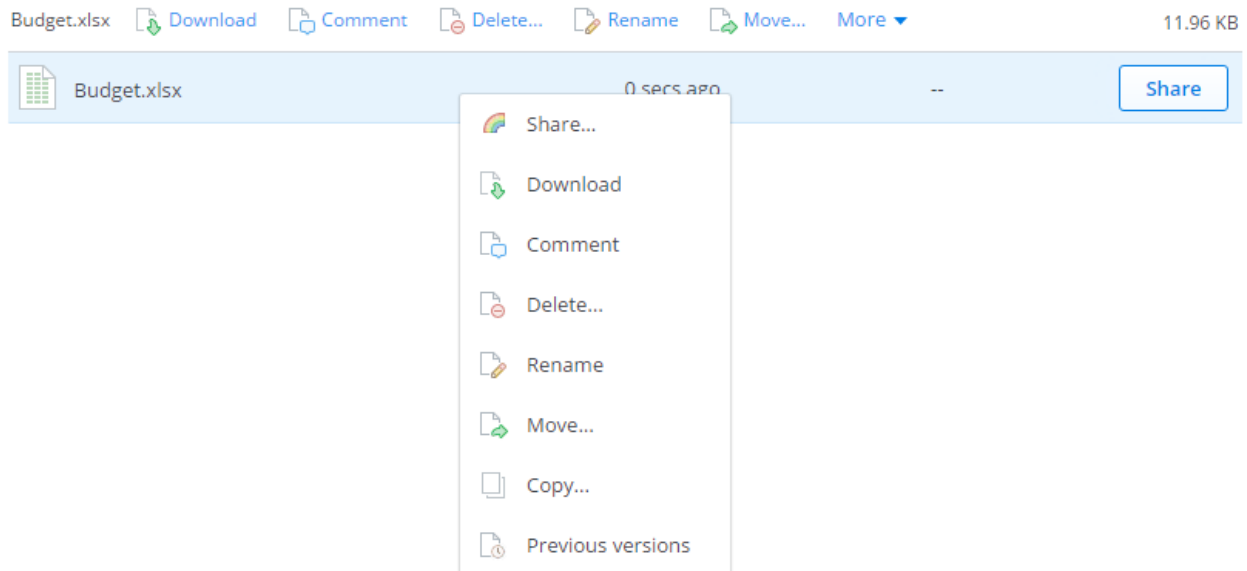 Budget.xlsx Download Comment Delete... Rename Move... More 11.96 KB
Budget.xlsx 0 secs ago -- Share
Share...
Download
Comment
Delete...
Rename
Move...
Copy...
Previous versions